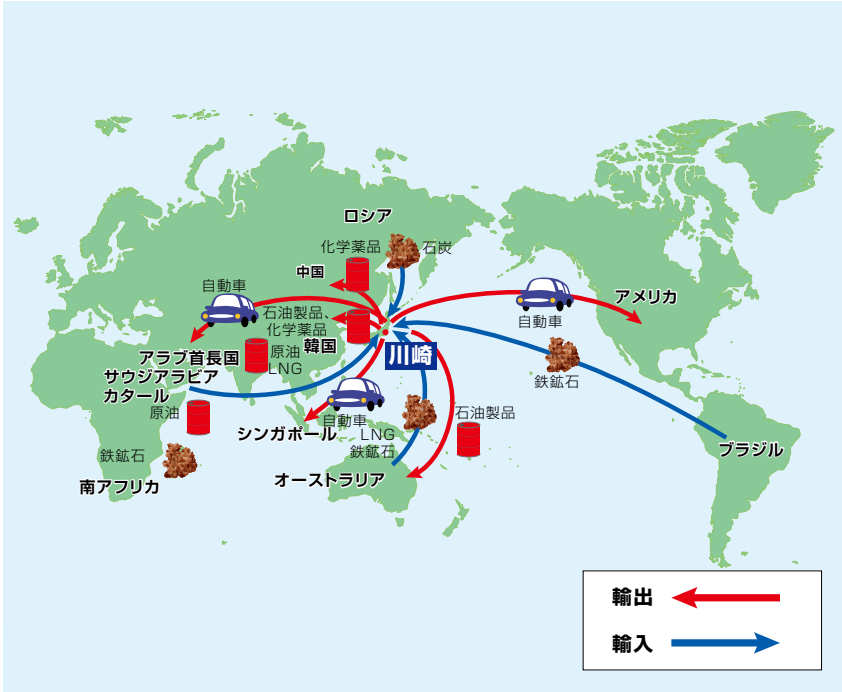 ロシア
化学薬品
石炭
中国
自動車
石油製品、
化学薬品
韓国
川崎
アメリカ
自動車
鉄鉱石
アラブ首長国
サウジアラビア
カタール
原油
LNG
原油
鉄鉱石
南アフリカ
シンガポール
自動車
LNG
鉄鉱石
石油製品
オーストラリア
ブラジル
輸出
輸入